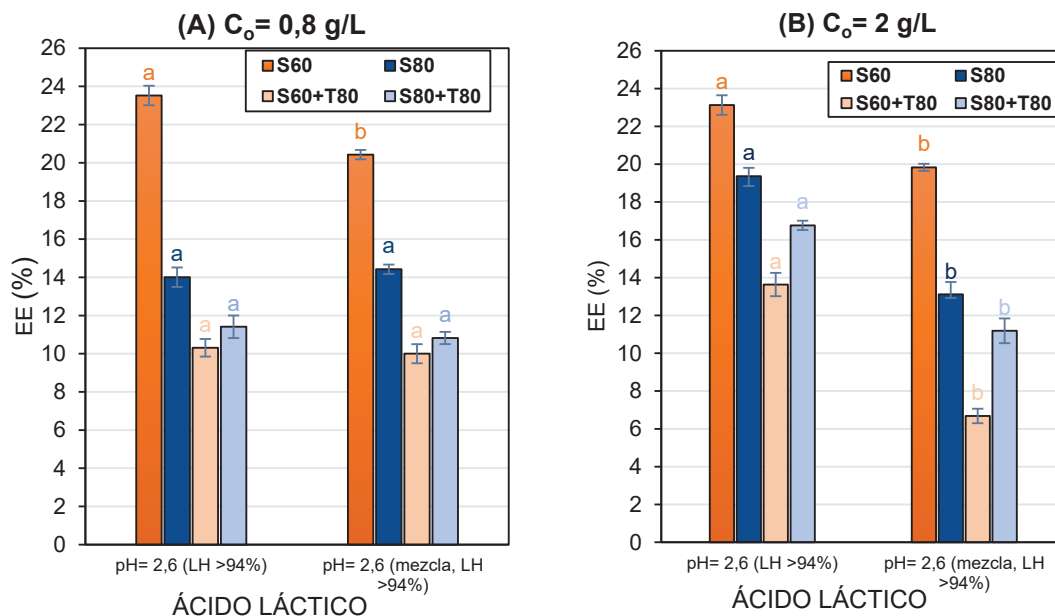 (A) Co= 0,8 g/L
EE (%)
26
24
22
20
18
16
14
12
10
8
6
4
2
0
S60
S80
S60+T80
S80+T80
a
a
a
a
b
a
a
a
pH= 2,6 (LH >94%)
pH= 2,6 (mezcla, LH
>94%)
ÁCIDO LÁCTICO
(B) Co= 2 g/L
EE (%)
26
24
22
20
18
16
14
12
10
8
6
4
2
0
S60
S80
S60+T80
S80+T80
a
a
a
a
b
b
b
b
pH= 2,6 (LH >94%)
pH= 2,6 (mezcla, LH
>94%)
ÁCIDO LÁCTICO